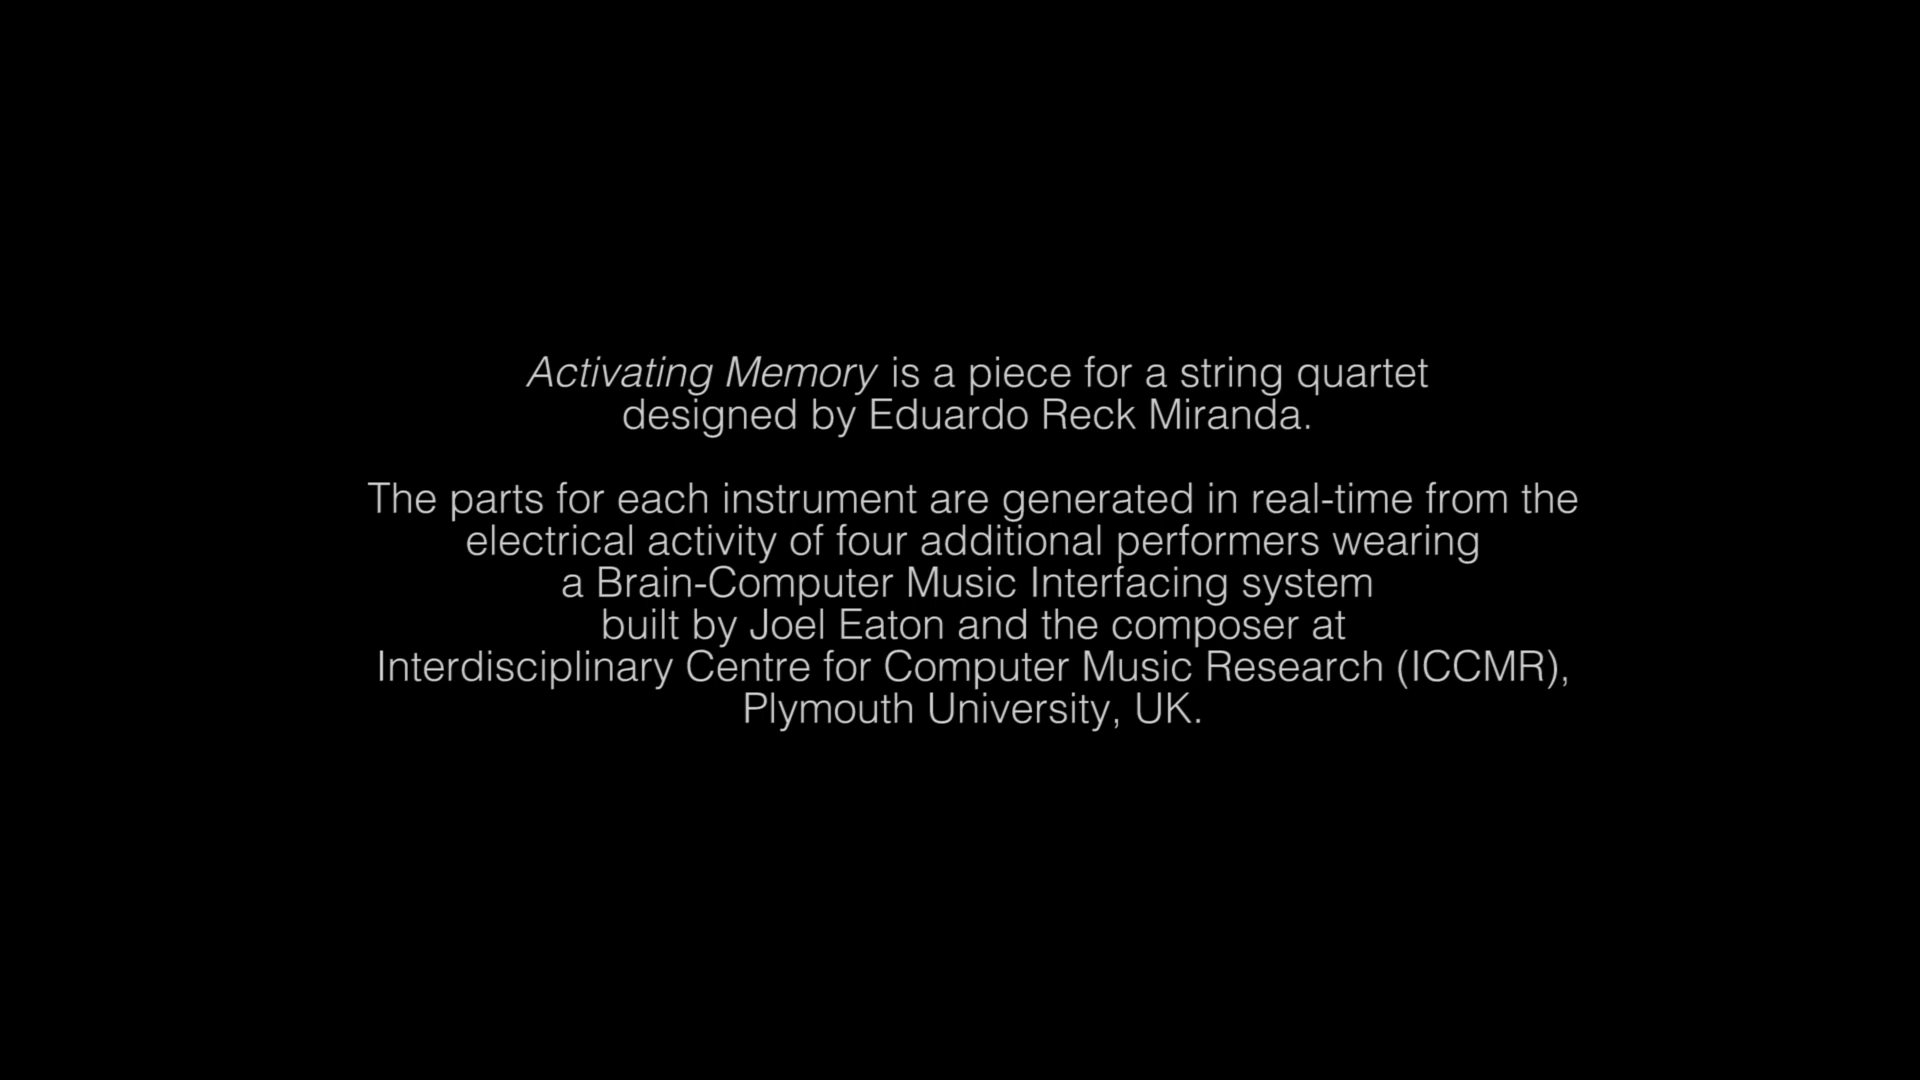 Activating Memory is a piece for a string quartet
designed by Eduardo Reck Miranda.
The parts for each instrument are generated in real-time from the
electrical activity of four additional performers wearing
a Brain-Computer Music Interfacing system
built by Joel Eaton and the composer at
Interdisciplinary Centre for Computer Music Research (ICCMR),
Plymouth University, UK.